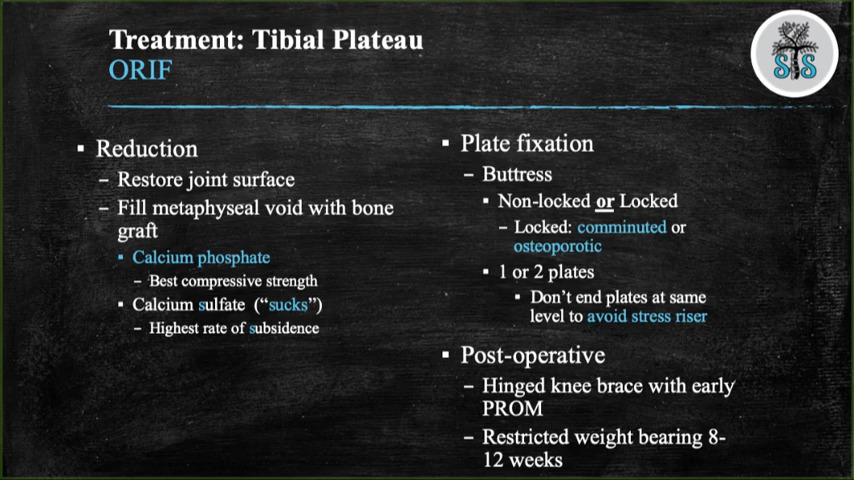 Treatment: Tibial Plateau
ORIF
STS
▪ Reduction
– Restore joint surface
– Fill metaphyseal void with bone
graft
▪ Calcium phosphate
– Best compressive strength
▪ Calcium sulfate (“sucks”)
– Highest rate of subsidence
▪ Plate fixation
– Buttress
▪ Non-locked or Locked
– Locked: comminuted or
osteoporotic
▪ 1 or 2 plates
▪ Don’t end plates at same
level to avoid stress riser
▪ Post-operative
– Hinged knee brace with early
PROM
– Restricted weight bearing 8-
12 weeks